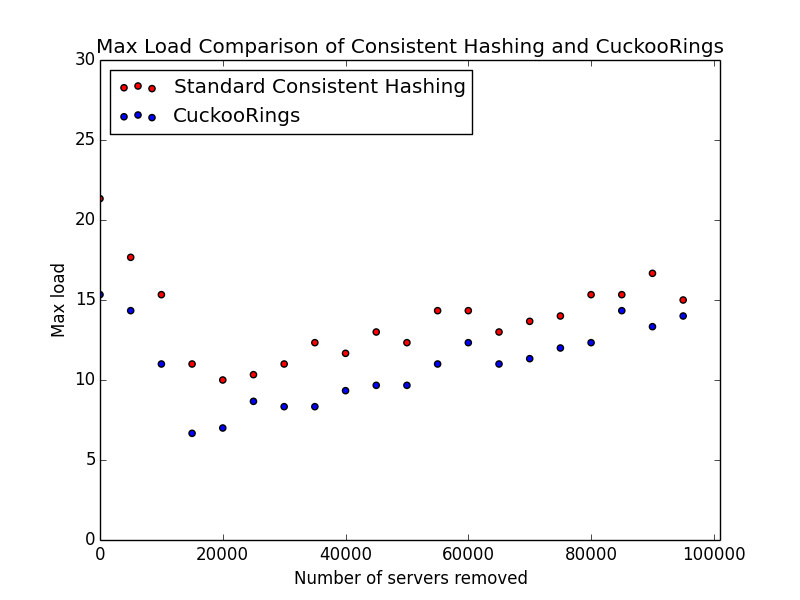 Max Load Comparison of Consistent Hashing and CuckooRings
Standard Consistent Hashing
CuckooRings
30
25
20
15
10
5
0
Max load
0 20000 40000 60000 80000 100000
Number of servers removed